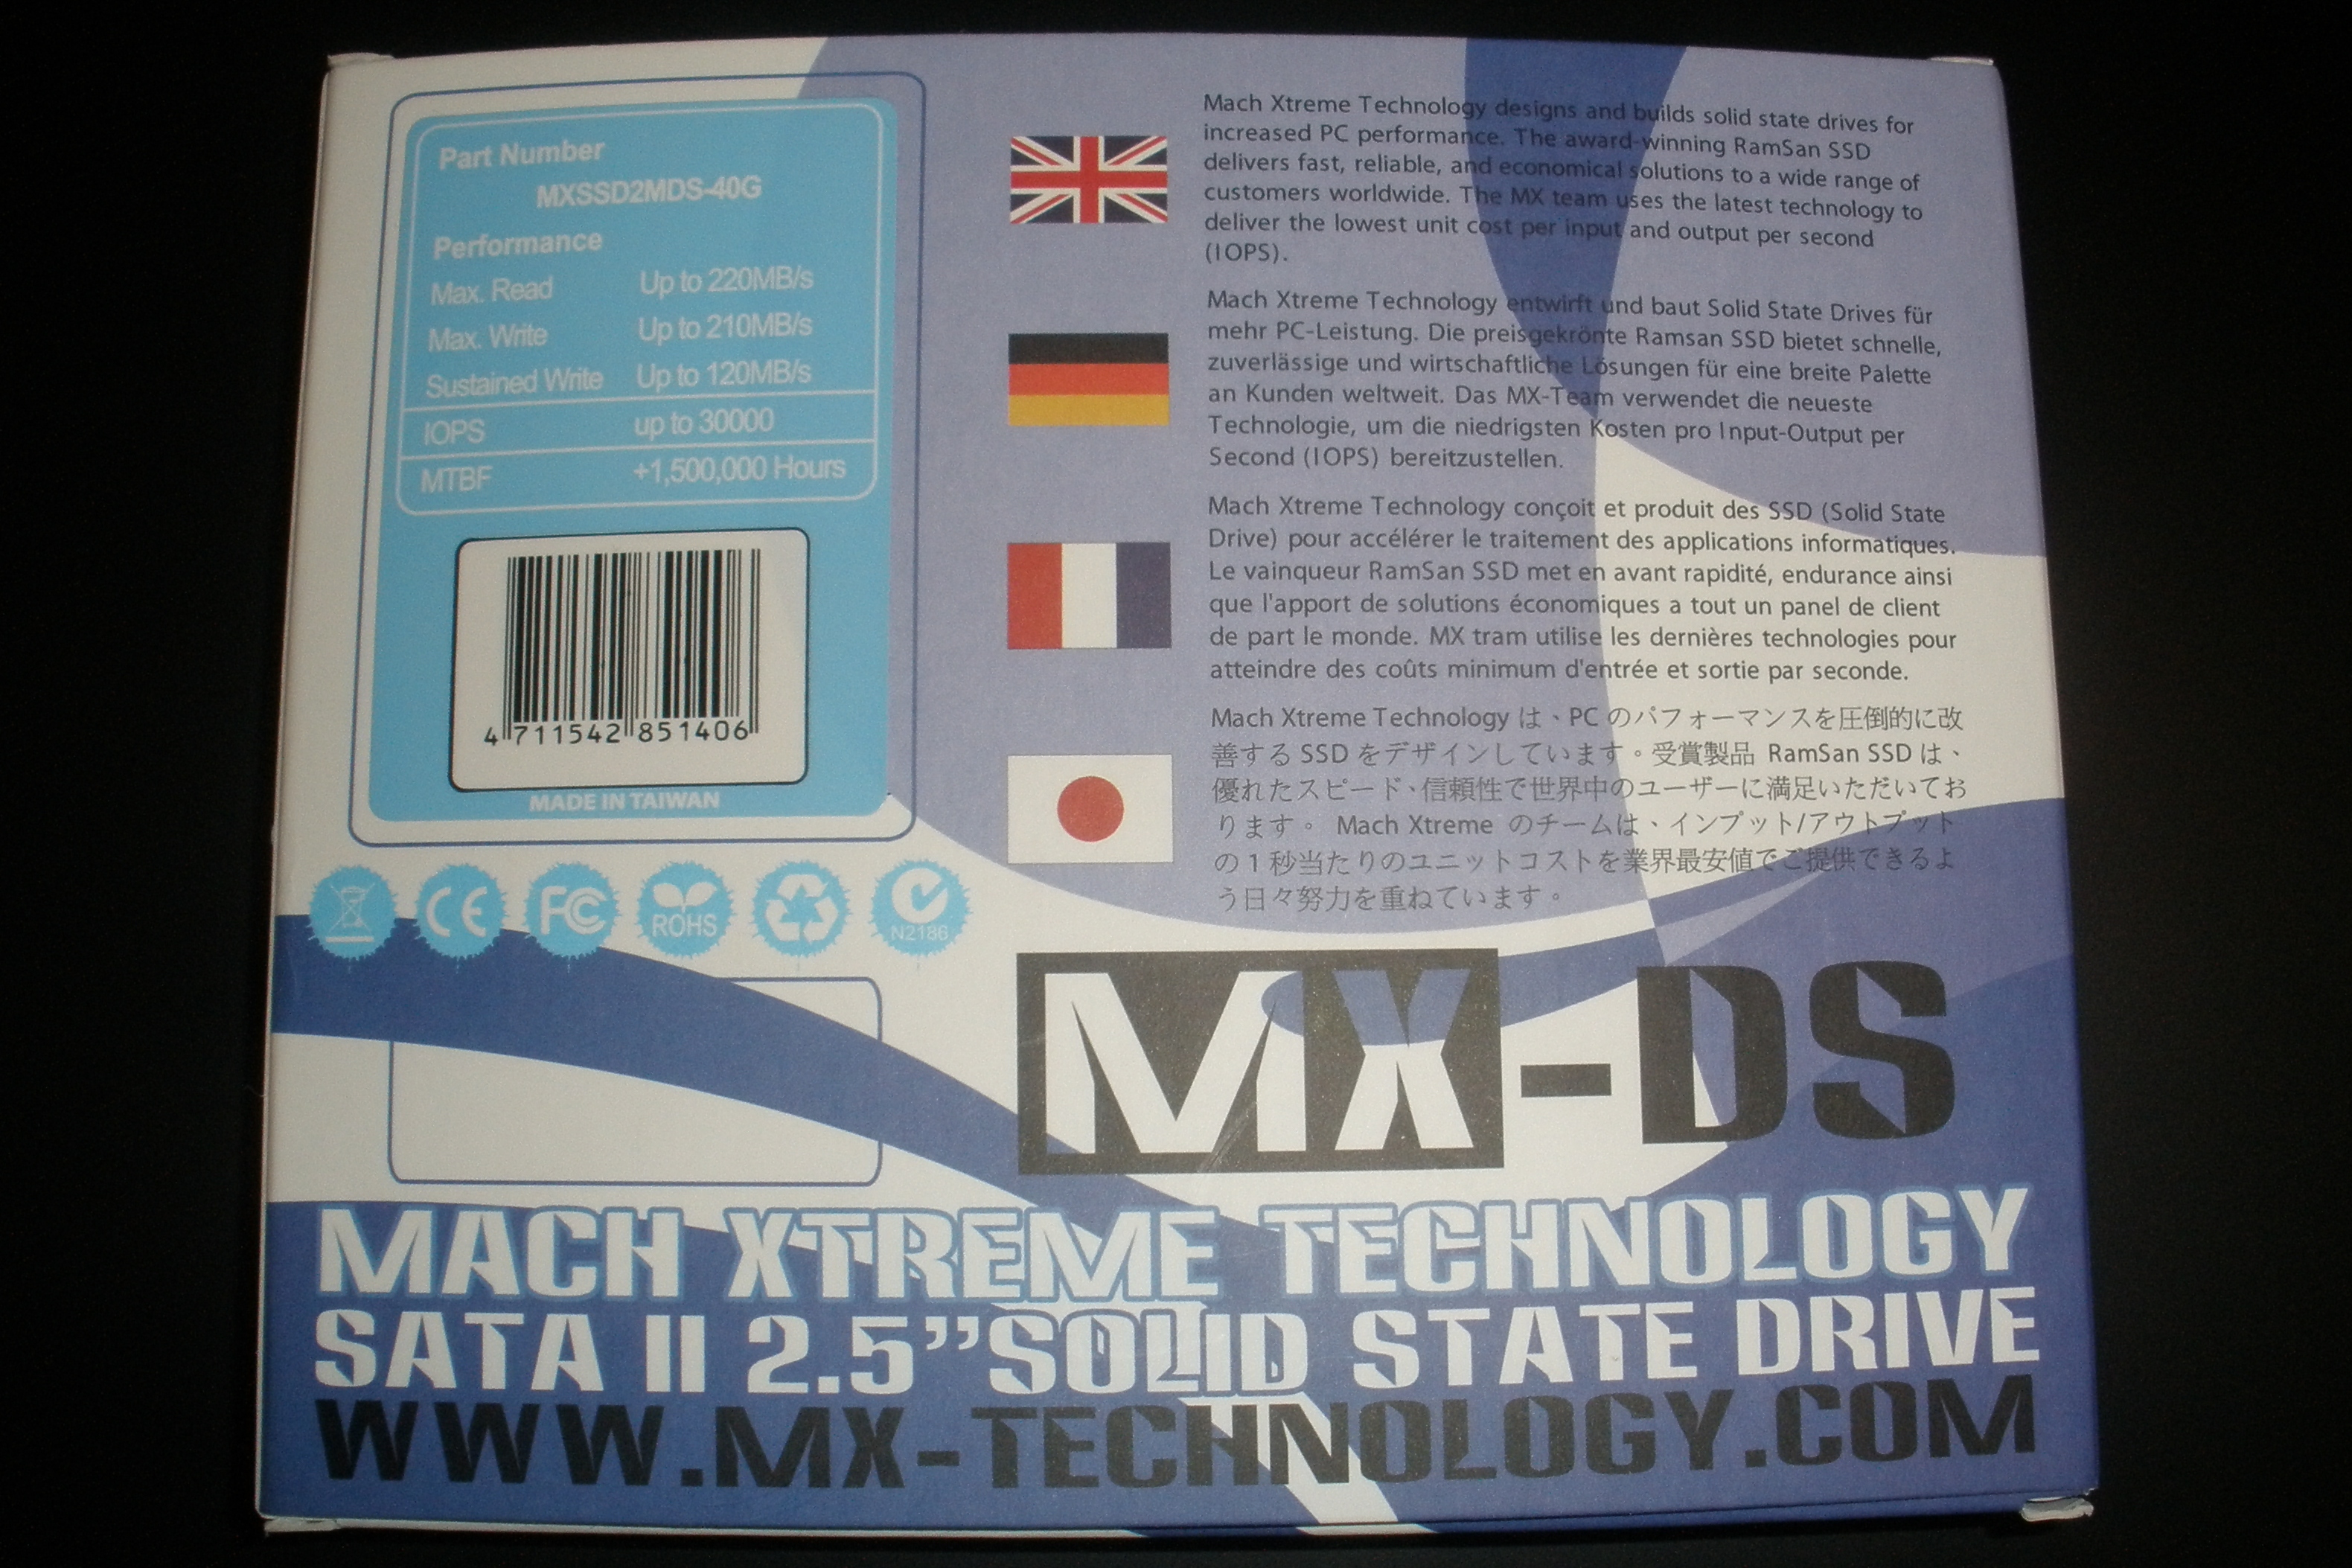 Part Number
MXSSD2MDS-40G
Performance
Max. Read Up to 220MB/s
Max. Write Up to 210MB/s
Sustained Write Up to 120MB/s
IOPS up to 30000
MTBF +1,500,000 Hours
4 711542 851406
MADE IN TAIWAN
CE FC ROHS N2186
Mach Xtreme Technology designs and builds solid state drives for
increased PC performance. The award-winning RamSan SSD
delivers fast, reliable, and economical solutions to a wide range of
customers worldwide. The MX team uses the latest technology to
deliver the lowest unit cost per input and output per second
(IOPS).
Mach Xtreme Technology entwirft und baut Solid State Drives für
mehr PC-Leistung. Die preisgekrönte Ramsan SSD bietet schnelle,
zuverlässige und wirtschaftliche Lösungen für eine breite Palette
an Kunden weltweit. Das MX-Team verwendet die neueste
Technologie, um die niedrigsten Kosten pro Input-Output per
Second (IOPS) bereitzustellen.
Mach Xtreme Technology conçoit et produit des SSD (Solid State
Drive) pour accélérer le traitement des applications informatiques.
Le vainqueur RamSan SSD met en avant rapidité, endurance ainsi
que l'apport de solutions économiques a tout un panel de client
de part le monde. MX tram utilise les dernières technologies pour
atteindre des coûts minimum d'entrée et sortie par seconde.
Mach Xtreme Technology は、PC のパフォーマンスを圧倒的に改
善する SSD をデザインしています。受賞製品 RamSan SSD は、
優れたスピード、信頼性で世界中のユーザーに満足いただいてお
ります。 Mach Xtreme のチームは、インプット/アウトプット
の 1 秒当たりのユニットコストを業界最安値でご提供できるよ
う日々努力を重ねています。
MX-DS
MACH XTREME TECHNOLOGY
SATA II 2.5”SOLID STATE DRIVE
WWW.MX-TECHNOLOGY.COM